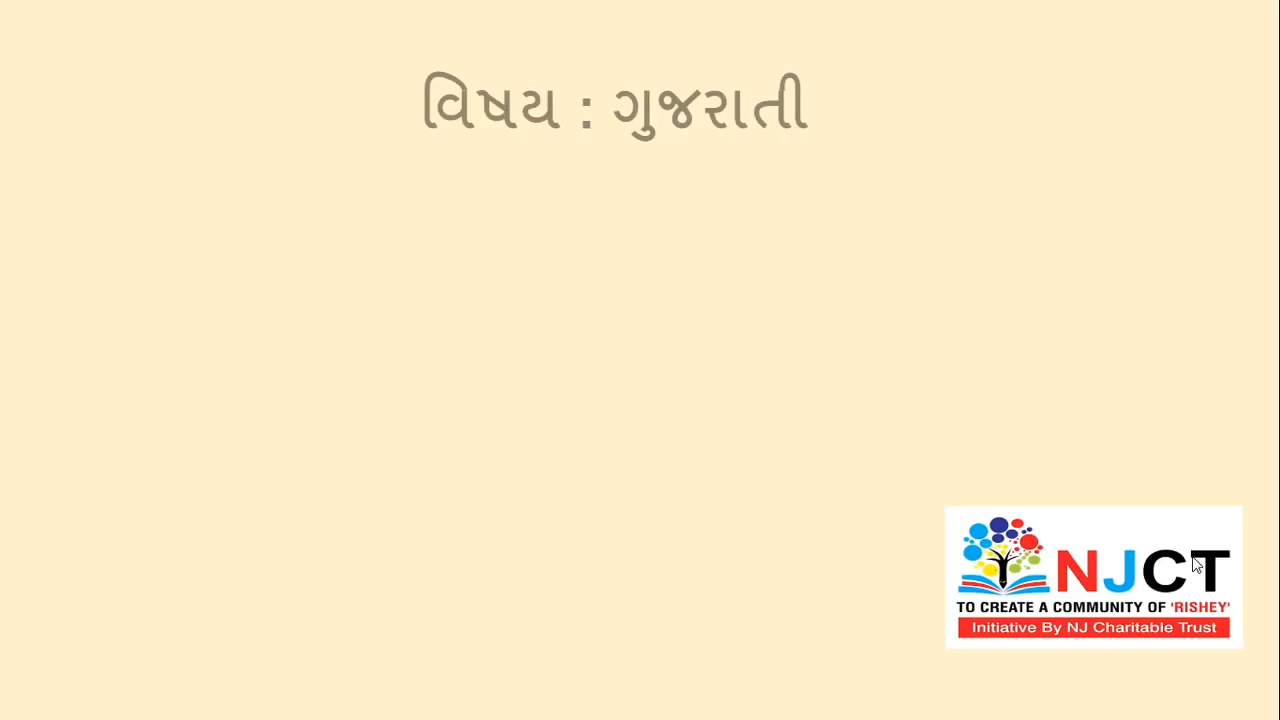 વિષય : ગુજરાતી
NJCT
TO CREATE A COMMUNITY OF 'RISHEY'
Initiative By NJ Charitable Trust